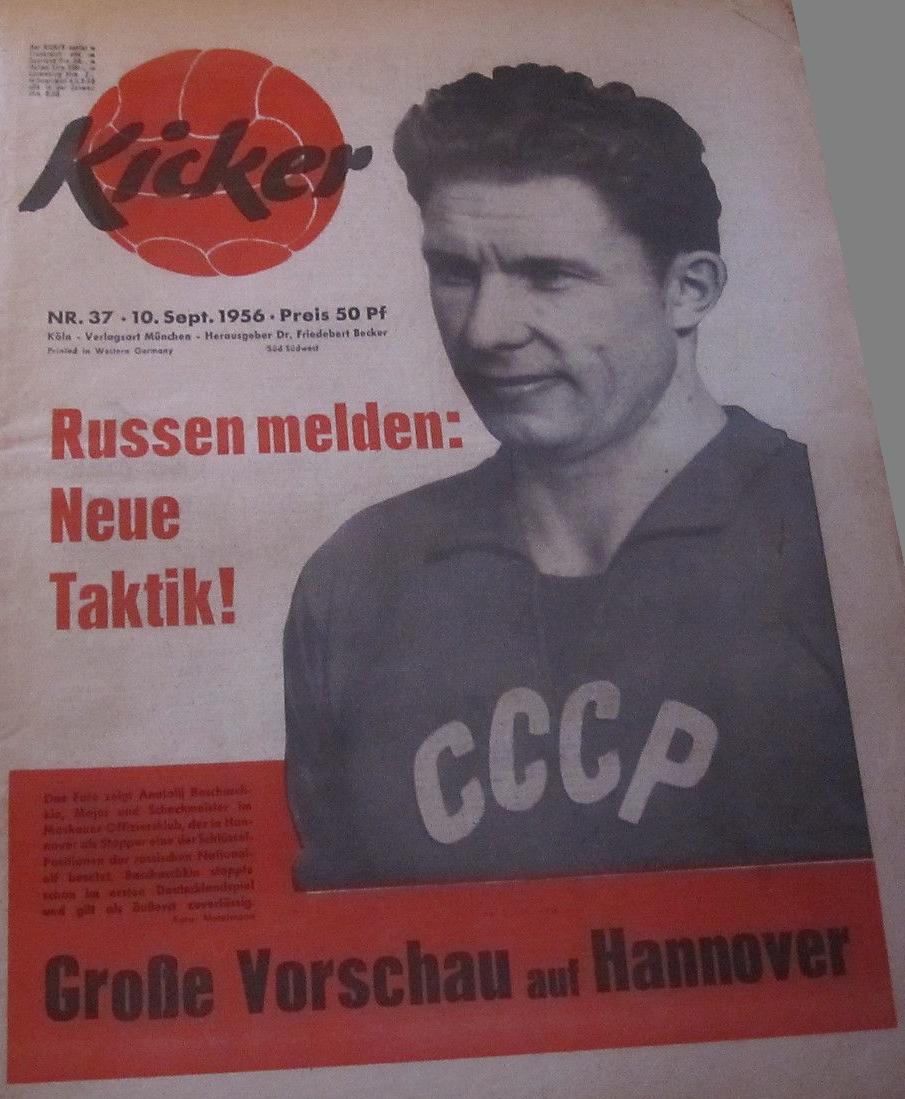 Kicker
NR. 37 · 10. Sept. 1956 · Preis 50 Pf
Köln - Verlagsort München - Herausgeber Dr. Friedebert Becker
Printed in Western Germany Süd Südwest
Russen melden:
Neue
Taktik!
CCCP
Das Foto zeigt Anatolij Baschasch-
kin, Major und Schachmeister im
Moskauer Offiziersklub, der in Han-
nover als Stopper eine der Schlüssel-
Positionen der russischen National-
elf besetzt. Baschaschkin stoppte
schon im ersten Deutschlandspiel
und gilt als äußerst zuverlässig.
Foto:
Große Vorschau auf Hannover